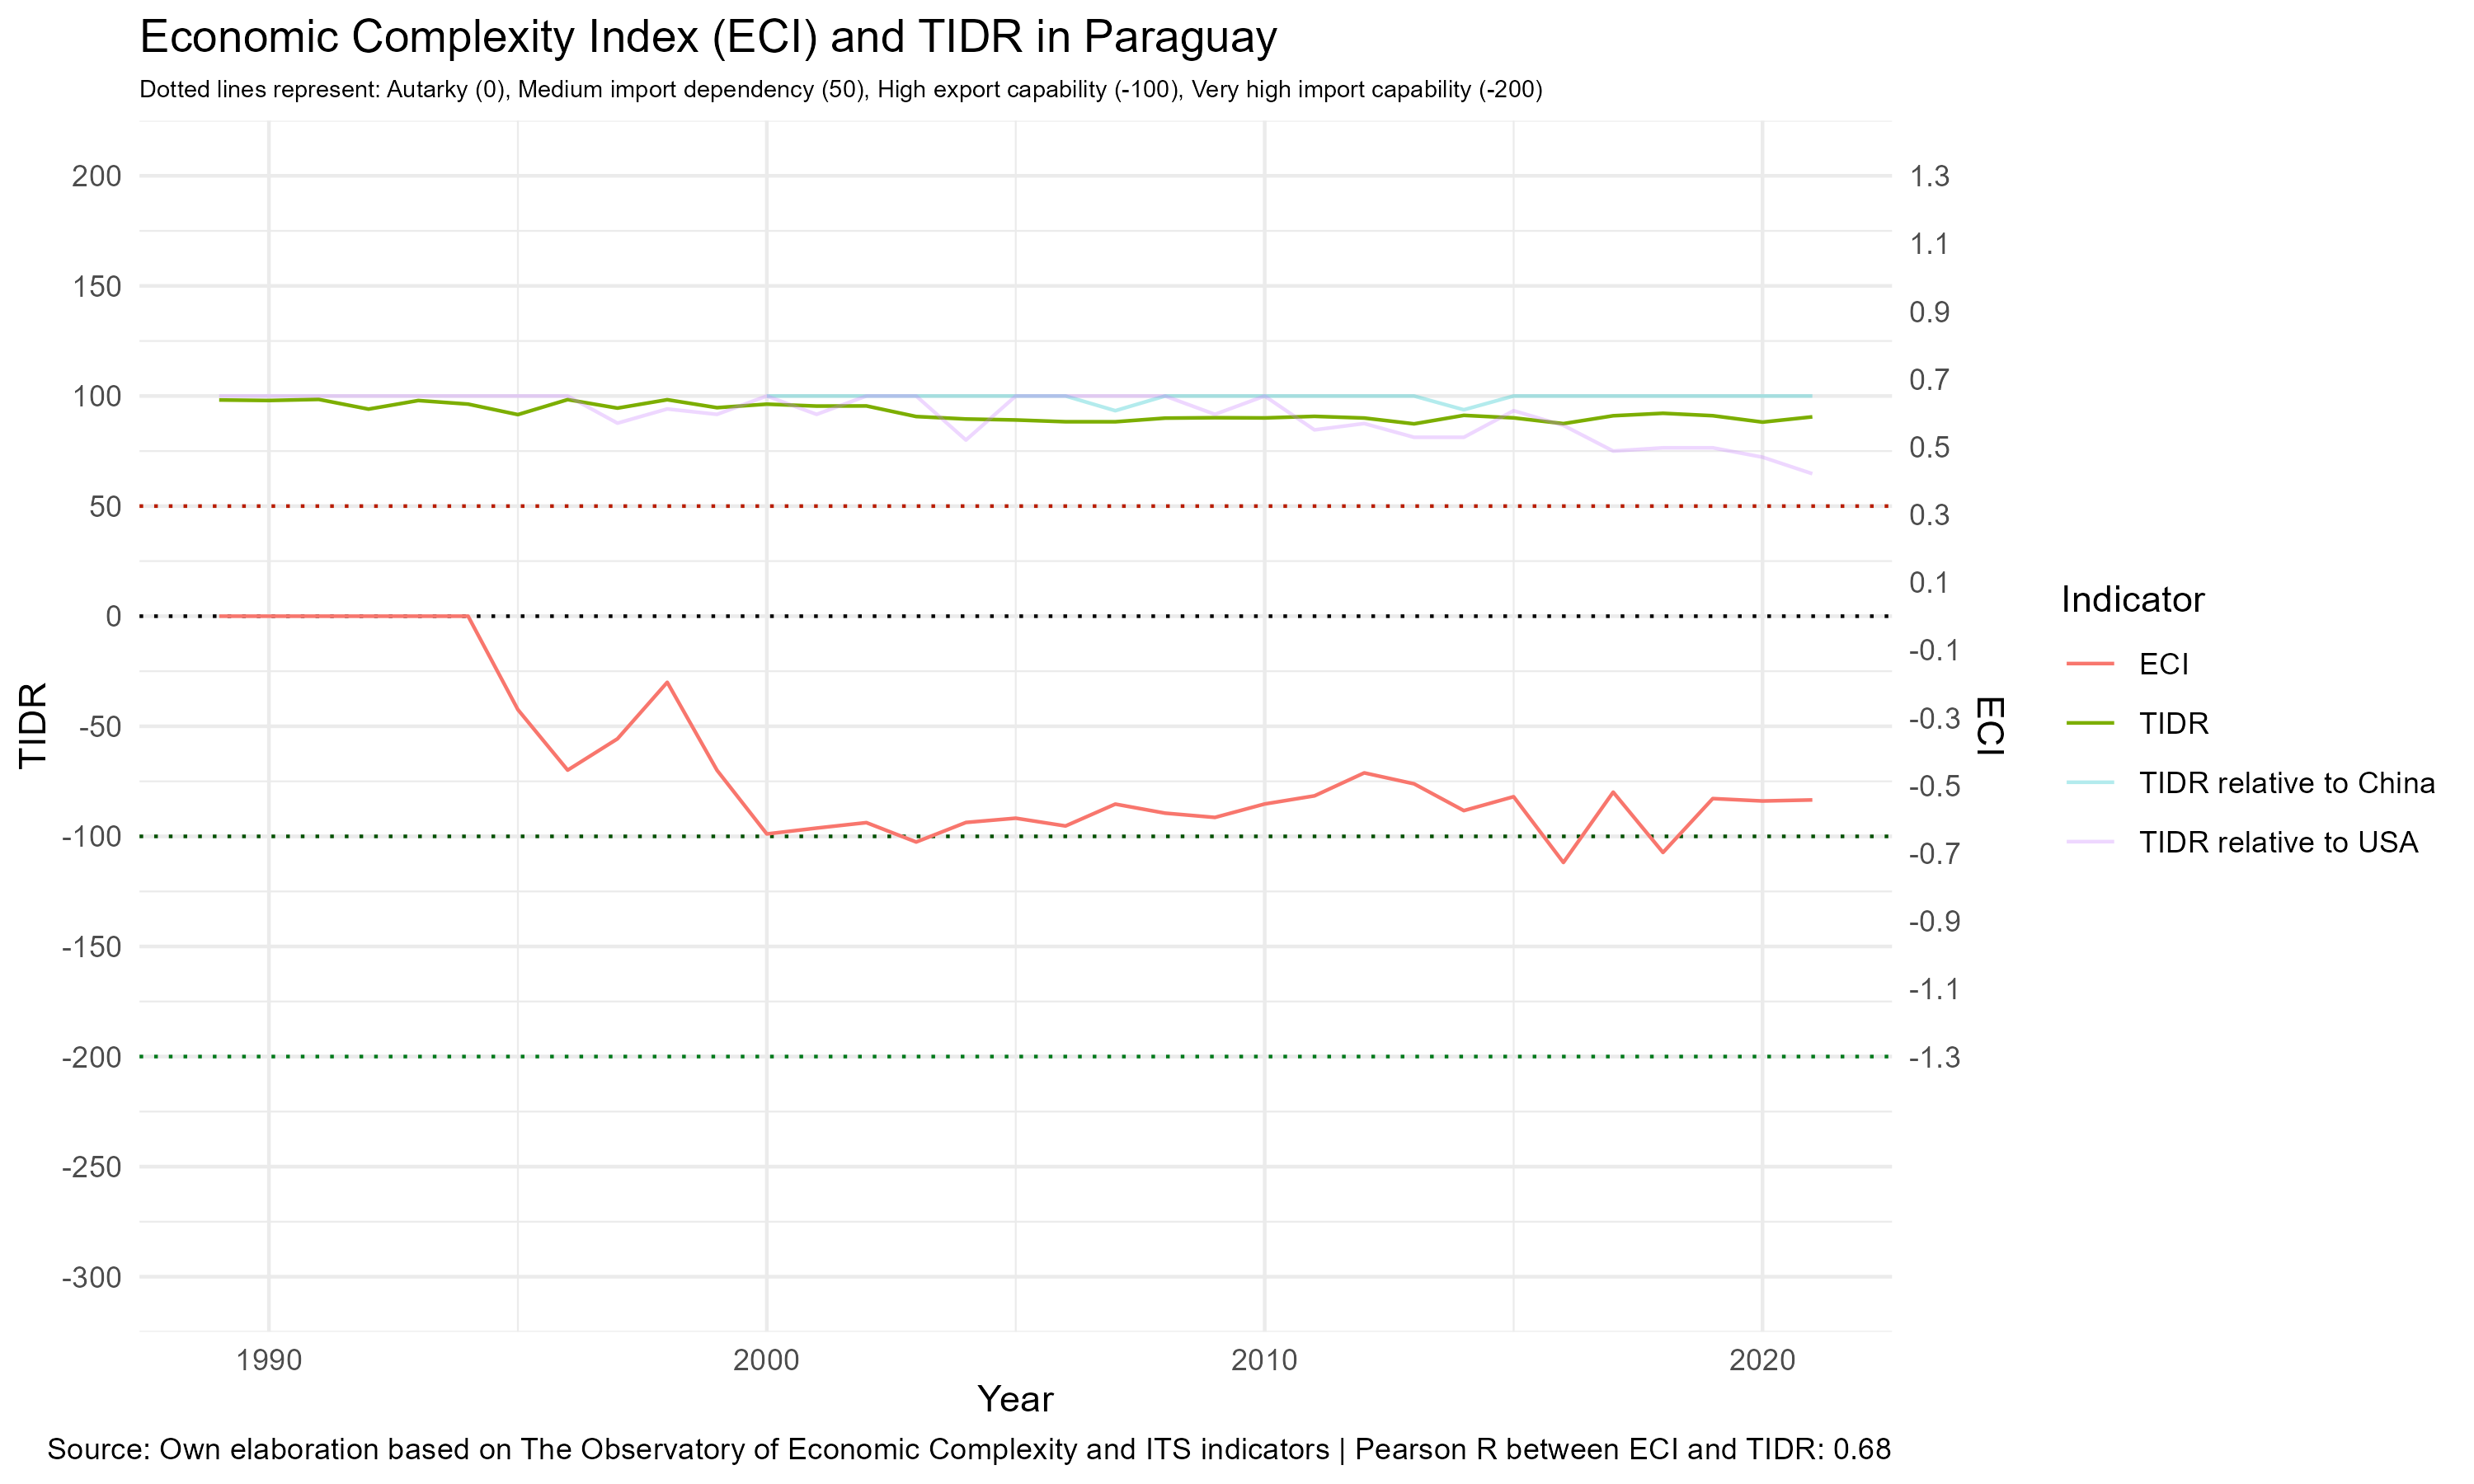 Economic Complexity Index (ECI) and TIDR in Paraguay
Dotted lines represent: Autarky (0), Medium import dependency (50), High export capability (-100), Very high import capability (-200)
TIDR
200
150
100
50
0
-50
-100
-150
-200
-250
-300
1.3
1.1
0.9
0.7
0.5
0.3
0.1
-0.1
-0.3
-0.5
-0.7
-0.9
-1.1
-1.3
ECI
Indicator
ECI
TIDR
TIDR relative to China
TIDR relative to USA
1990 2000 2010 2020
Year
Source: Own elaboration based on The Observatory of Economic Complexity and ITS indicators | Pearson R between ECI and TIDR: 0.68